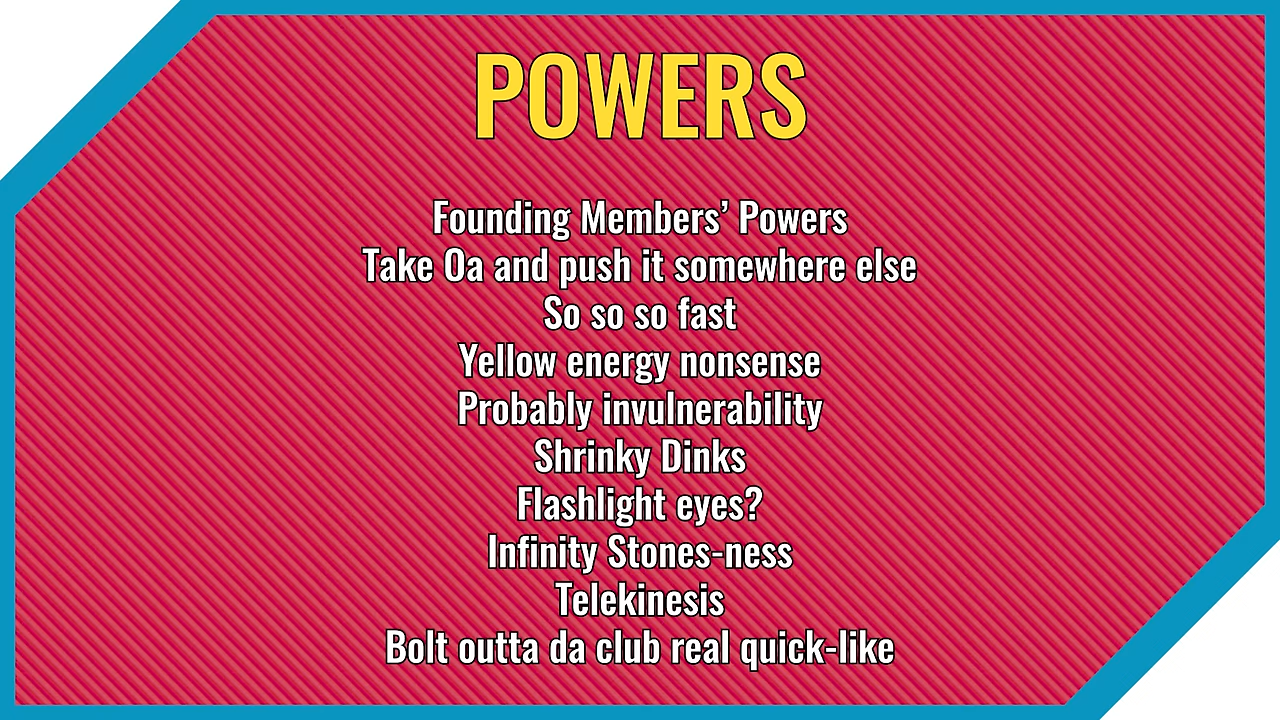 POWERS
Founding Members’ Powers
Take Oa and push it somewhere else
So so so fast
Yellow energy nonsense
Probably invulnerability
Shrinky Dinks
Flashlight eyes?
Infinity Stones-ness
Telekinesis
Bolt outta da club real quick-like